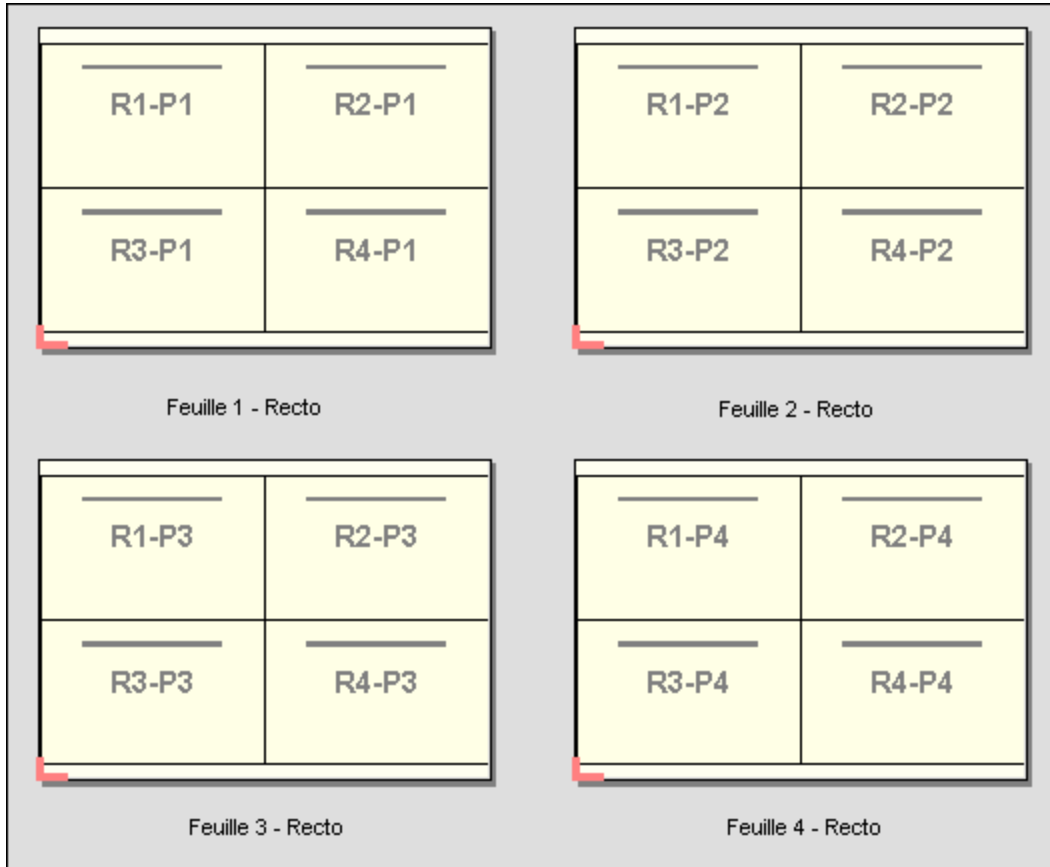 R1-P1 R2-P1
R3-P1 R4-P1
Feuille 1 - Recto
R1-P2 R2-P2
R3-P2 R4-P2
Feuille 2 - Recto
R1-P3 R2-P3
R3-P3 R4-P3
Feuille 3 - Recto
R1-P4 R2-P4
R3-P4 R4-P4
Feuille 4 - Recto